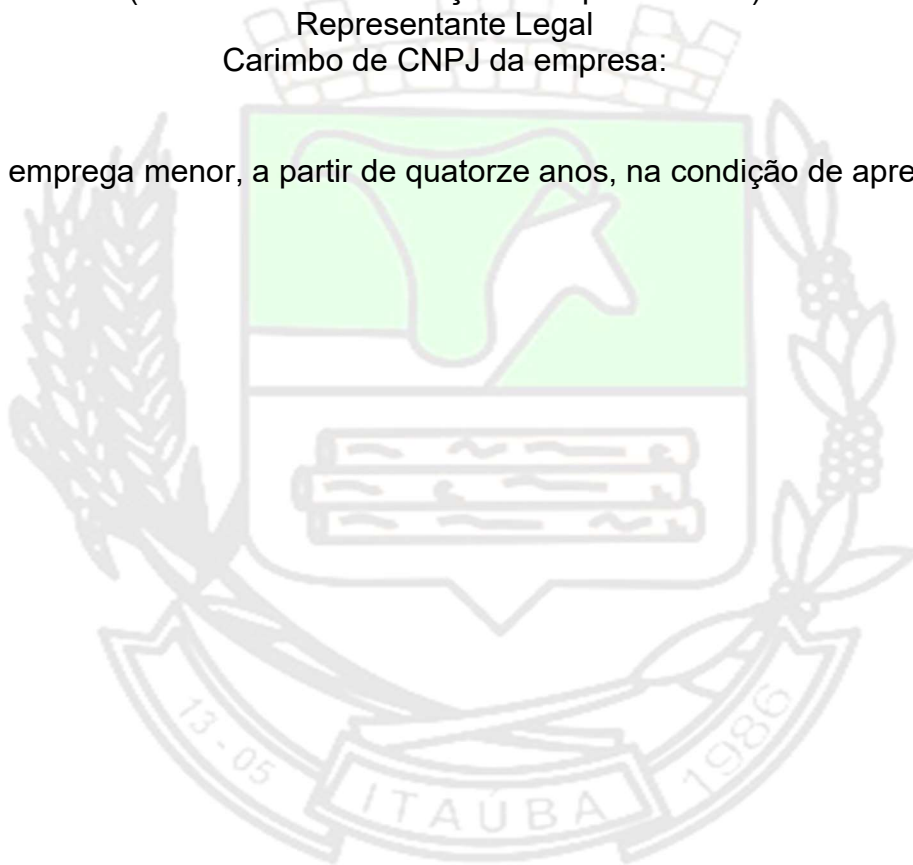 Representante Legal
Carimbo de CNPJ da empresa:
emprega menor, a partir de quatorze anos, na condição de
13 - 05
ITAÚBA
1986